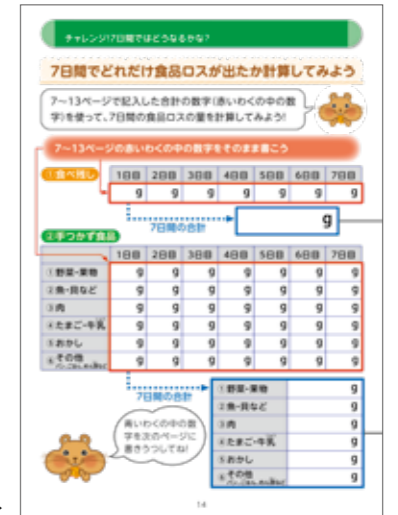 チャレンジ!7日間ではどうなるかな?
7日間でどれだけ食品ロスが出たか計算してみよう
7~13ページで記入した合計の数字(赤いわくの中の数
字)を使って、7日間の食品ロスの量を計算してみよう!
7~13ページの赤いわくの中の数字をそのまま書こう
①食べ残し
1日目 2日目 3日目 4日目 5日目 6日目 7日目
g g g g g g g
7日間の合計 g
②手つかず食品
1日目 2日目 3日目 4日目 5日目 6日目 7日目
①野菜・果物 g g g g g g g
②魚・貝など g g g g g g g
③肉 g g g g g g g
④たまご・牛乳 g g g g g g g
⑤おかし g g g g g g g
⑥その他 g g g g g g g
7日間の合計
①野菜・果物 g
②魚・貝など g
③肉 g
④たまご・牛乳 g
⑤おかし g
⑥その他 g
青いわくの中の数
字を次のページに
書きうつしてね!
14